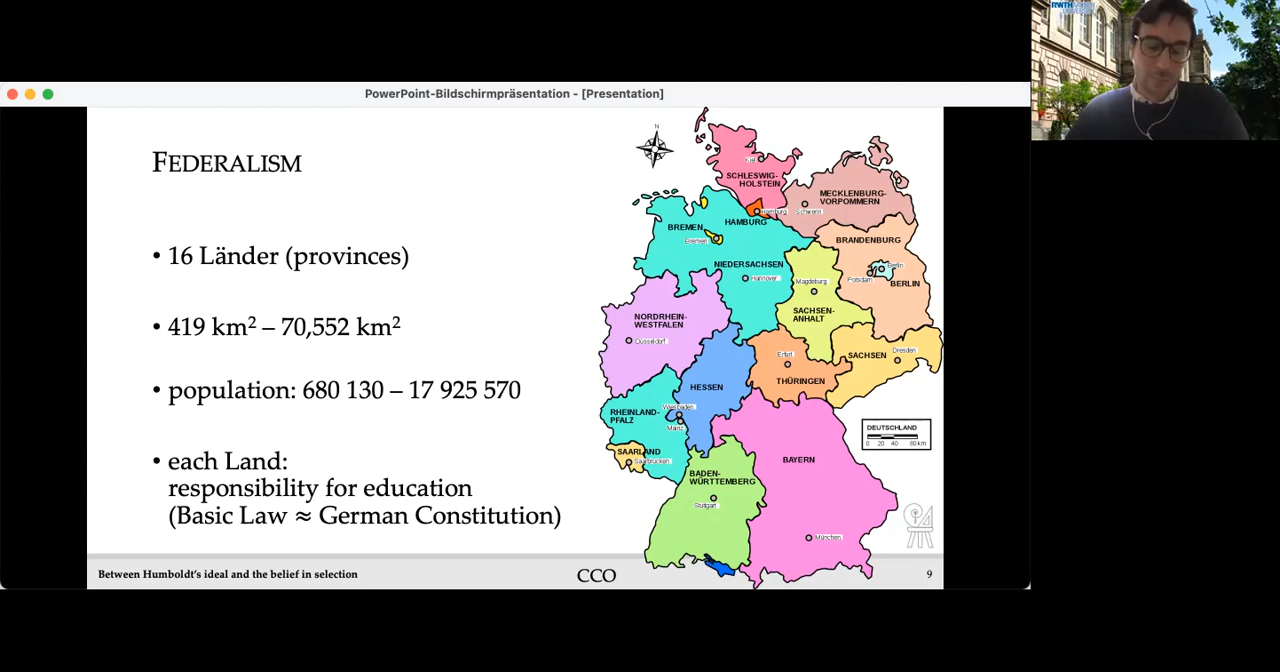 RWTH
PowerPoint-Bildschirmpräsentation - [Presentation]
FEDERALISM
• 16 Länder (provinces)
• 419 km² – 70,552 km²
• population: 680 130 – 17 925 570
• each Land:
responsibility for education
(Basic Law ≈ German Constitution)
N
Kiel
SCHLESWIG-
HOLSTEIN
MECKLENBURG-
VORPOMMERN
Hamburg
Schwerin
HAMBURG
BREMEN
Bremen
BRANDENBURG
NIEDERSACHSEN
Hannover
Berlin
Potsdam
BERLIN
Magdeburg
SACHSEN-
ANHALT
NORDRHEIN-
WESTFALEN
Düsseldorf
Erfurt
THÜRINGEN
SACHSEN
Dresden
HESSEN
Wiesbaden
Mainz
RHEINLAND-
PFALZ
SAARLAND
Saarbrücken
BADEN-
WÜRTTEMBERG
Stuttgart
BAYERN
München
DEUTSCHLAND
0 20 40 80 km
Between Humboldt's ideal and the belief in selection
CCO
9